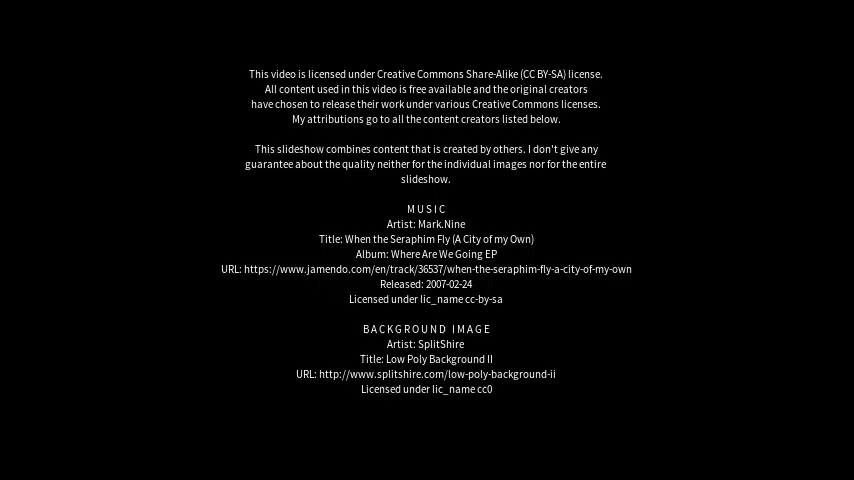 This video is licensed under Creative Commons Share-Alike (CC BY-SA) license.
All content used in this video is free available and the original creators
have chosen to release their work under various Creative Commons licenses.
My attributions go to all the content creators listed below.
This slideshow combines content that is created by others. I don't give any
guarantee about the quality neither for the individual images nor for the entire
slideshow.
MUSIC
Artist: Mark.Nine
Title: When the Seraphim Fly (A City of my Own)
Album: Where Are We Going EP
URL: https://www.jamendo.com/en/track/36537/when-the-seraphim-fly-a-city-of-my-own
Released: 2007-02-24
Licensed under lic_name cc-by-sa
BACKGROUND IMAGE
Artist: SplitShire
Title: Low Poly Background II
URL: http://www.splitshire.com/low-poly-background-ii
Licensed under lic_name cc0